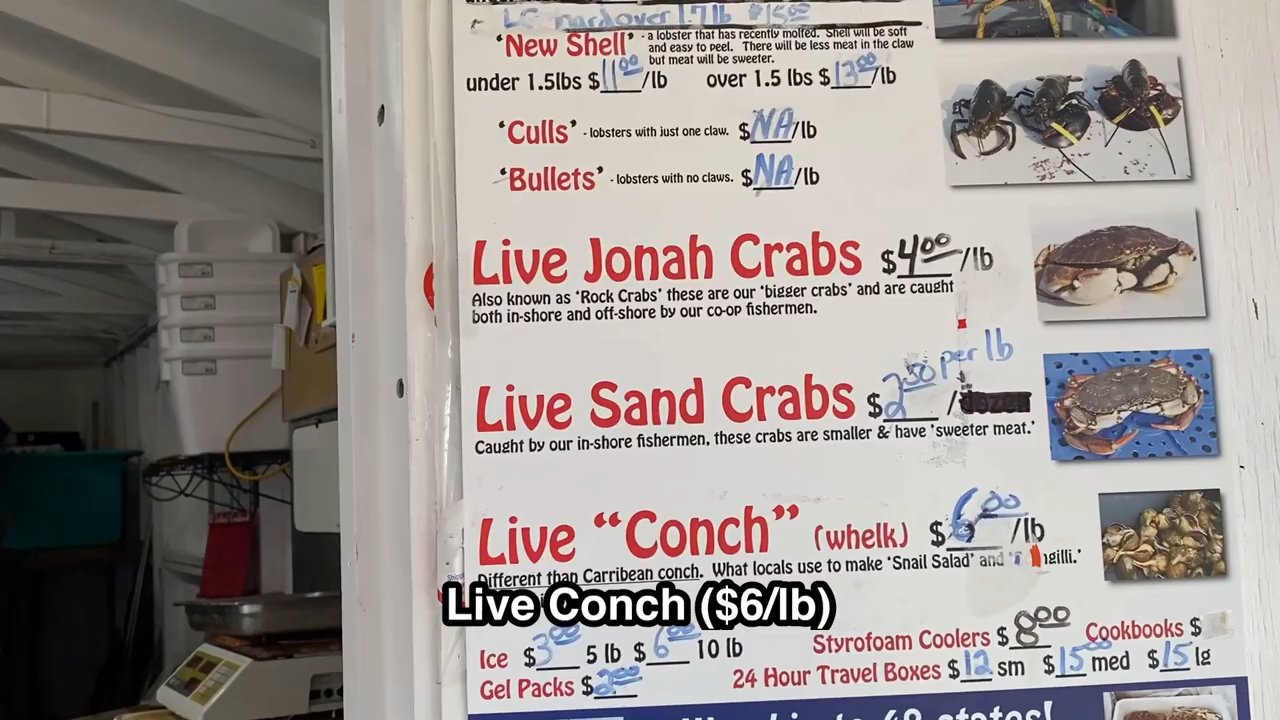 LG hardover 1.7 lb $15.00
'New Shell' - a lobster that has recently molted. Shell will be soft
and easy to peel. There will be less meat in the claw
but meat will be sweeter.
under 1.5lbs $11.00/lb over 1.5 lbs $13.00/lb
'Culls' - lobsters with just one claw. $NA/lb
'Bullets' - lobsters with no claws. $NA/lb
Live Jonah Crabs $4.00/lb
Also known as 'Rock Crabs' these are our 'bigger crabs' and are caught
both in-shore and off-shore by our co-op fishermen.
Live Sand Crabs $2.50 per lb
Caught by our in-shore fishermen, these crabs are smaller & have 'sweeter meat.'
Live "Conch" (whelk) $6.00/lb
Different than Carribean conch. What locals use to make 'Snail Salad' and
Live Conch ($6/lb)
Ice $3.00 5 lb $6.00 10 lb Styrofoam Coolers $8.00 Cookbooks $
Gel Packs $2.00 24 Hour Travel Boxes $12 sm $15.00 med $15 lg